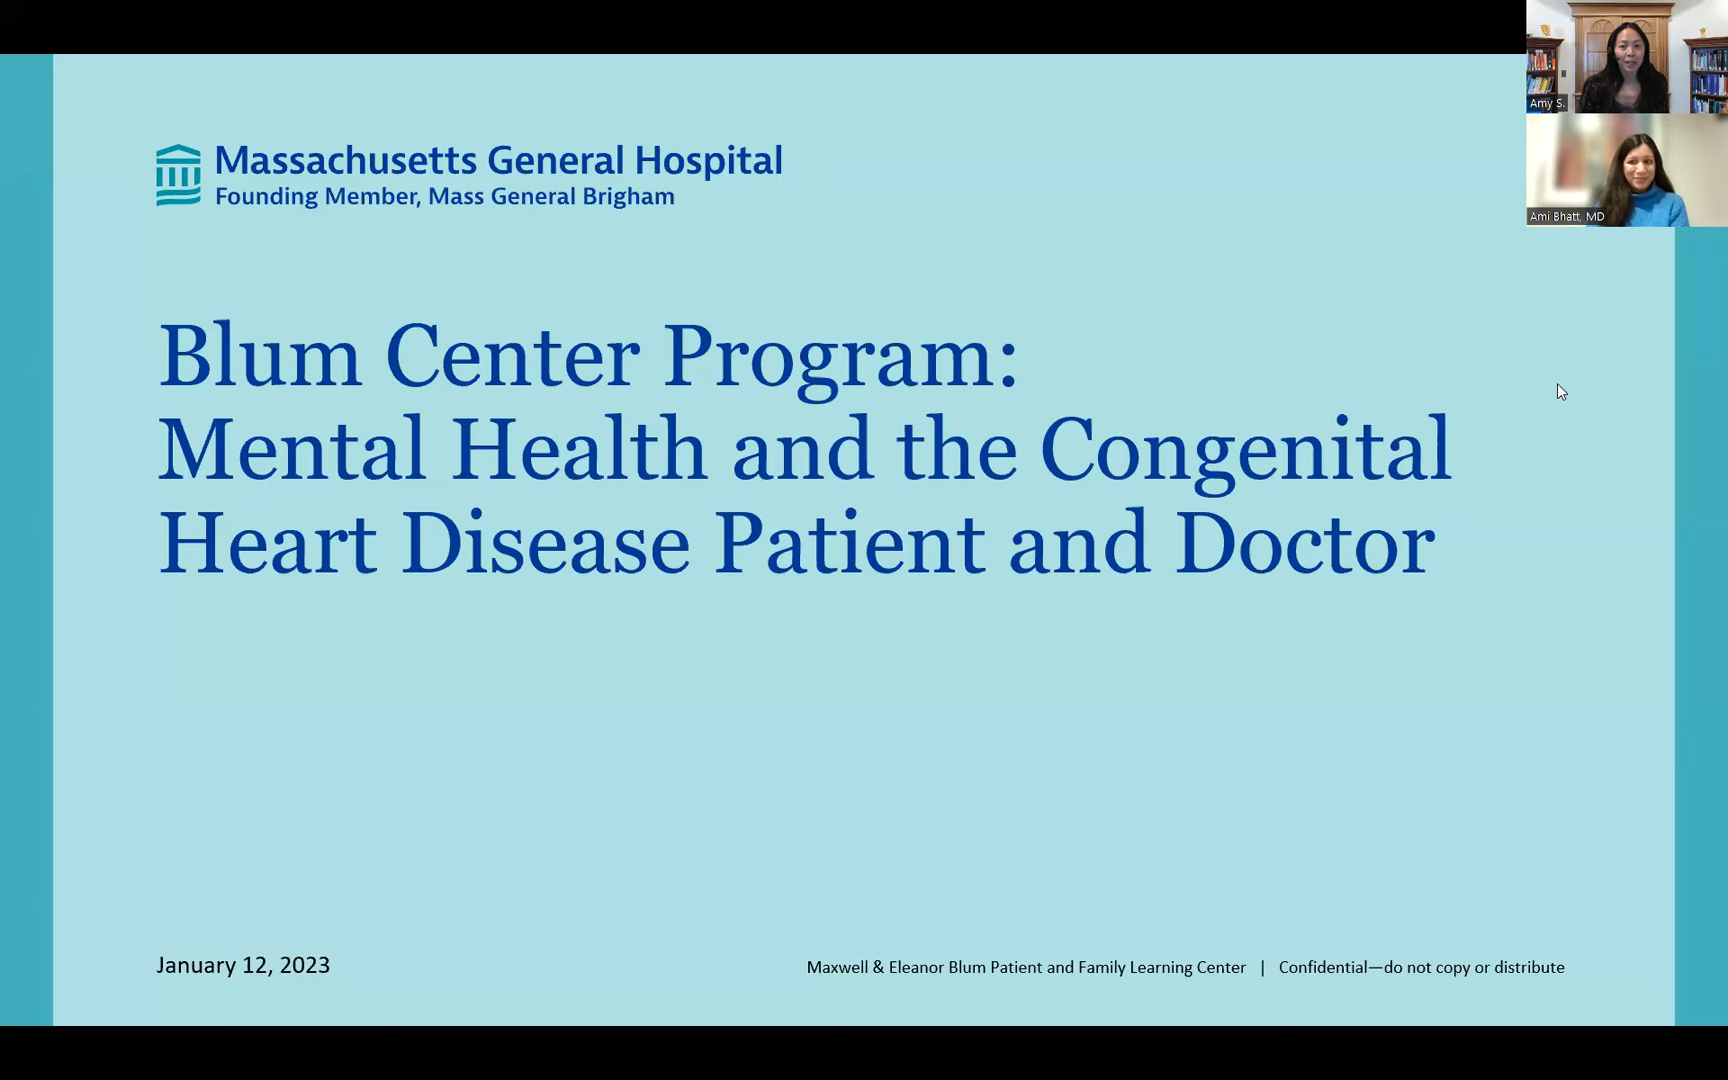 Amy S.
Ami Bhatt, MD
Massachusetts General Hospital
Founding Member, Mass General Brigham
Blum Center Program:
Mental Health and the Congenital
Heart Disease Patient and Doctor
January 12, 2023
Maxwell & Eleanor Blum Patient and Family Learning Center | Confidential—do not copy or distribute